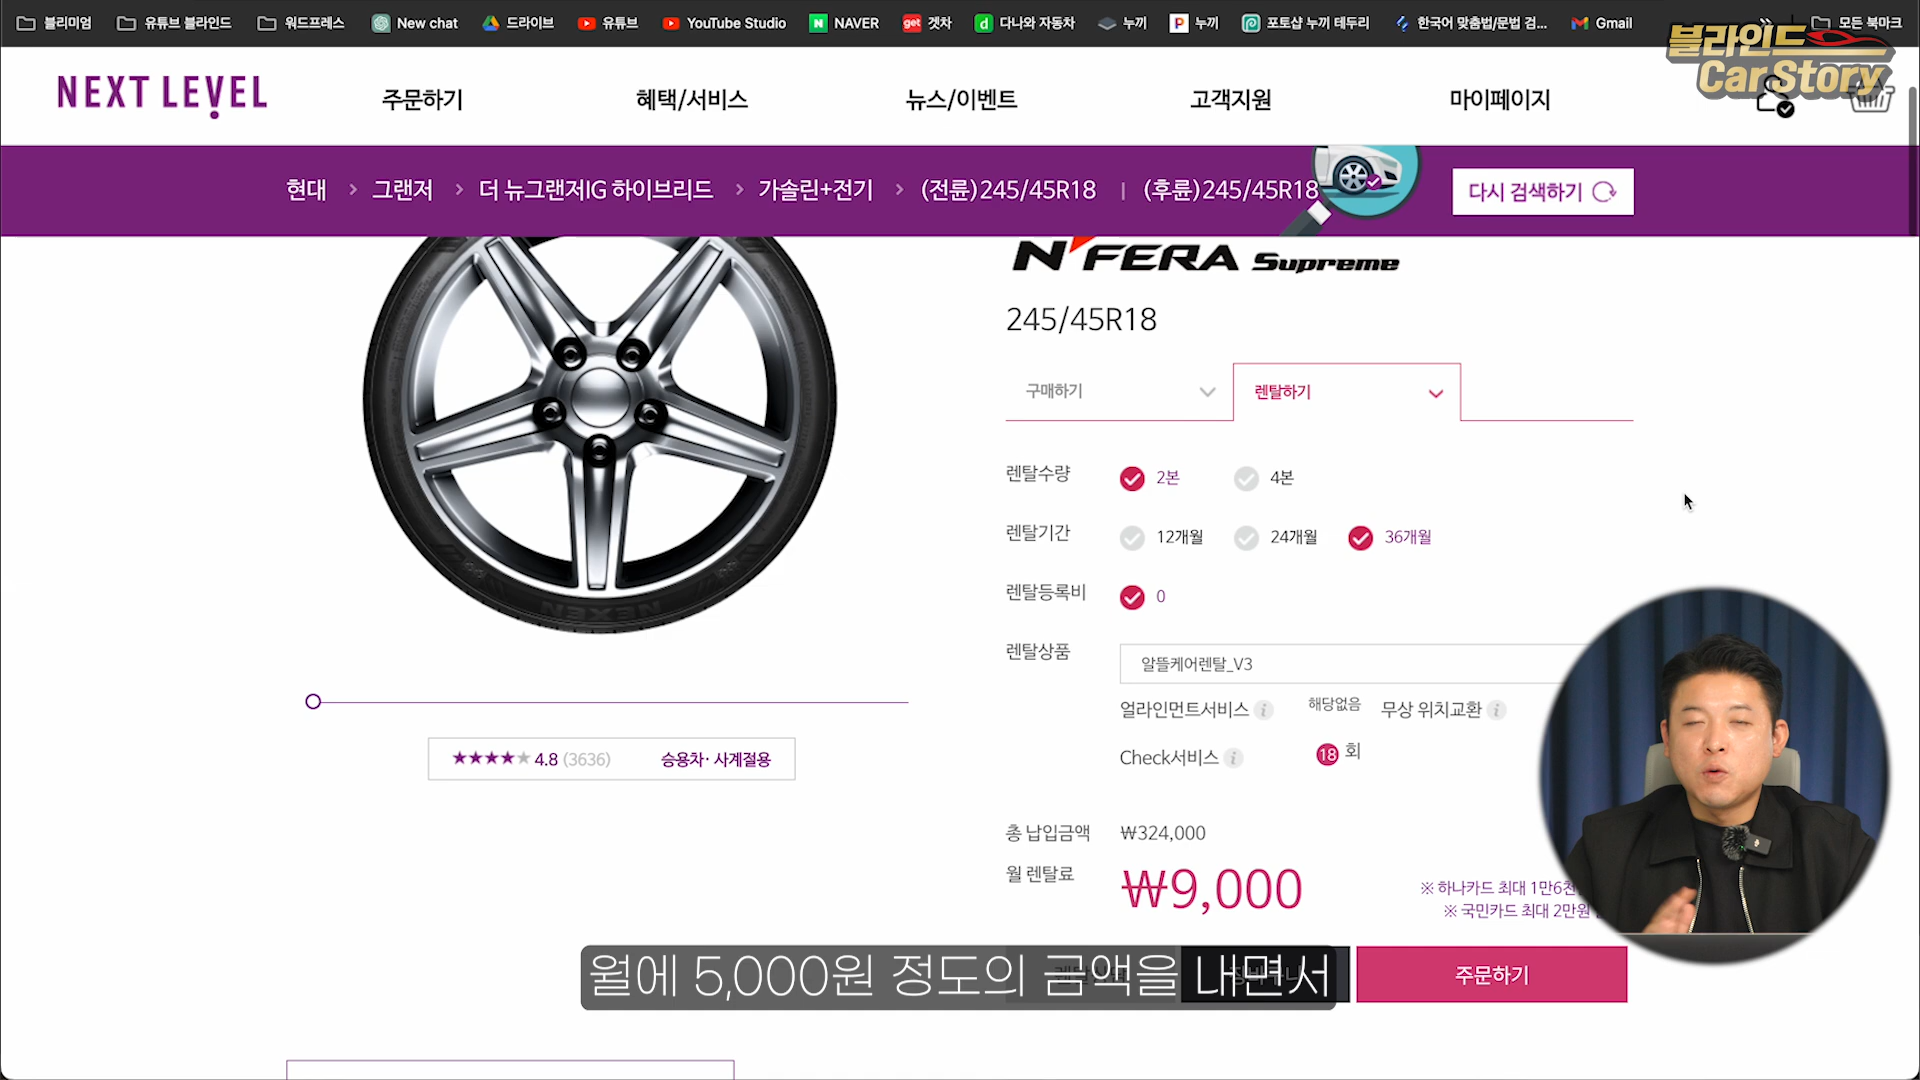 블리미엄
유튜브 블라인드
워드프레스
New chat
드라이브
유튜브
YouTube Studio
N NAVER
get 겟차
d 다나와 자동차
누끼
P 누끼
포토샵 누끼 테두리
한국어 맞춤법/문법 검...
Gmail
»
모든 북마크
블라인드
Car Story
NEXT LEVEL
주문하기
혜택/서비스
뉴스/이벤트
고객지원
마이페이지
현대 > 그랜저 > 더 뉴그랜저IG 하이브리드 > 가솔린+전기 > (전륜)245/45R18 | (후륜)245/45R18
다시 검색하기
N'FERA Supreme
245/45R18
구매하기
렌탈하기
렌탈수량 2본 4본
렌탈기간 12개월 24개월 36개월
렌탈등록비 0
렌탈상품 알뜰케어렌탈_V3
얼라인먼트서비스 i 해당없음 무상 위치교환 i
Check서비스 i 18 회
NEXEN
★★★★★ 4.8 (3636) 승용차· 사계절용
총 납입금액 ₩324,000
월 렌탈료 ₩9,000
※ 하나카드 최대 1만6천
※ 국민카드 최대 2만원
주문하기
월에 5,000원 정도의 금액을 내면서